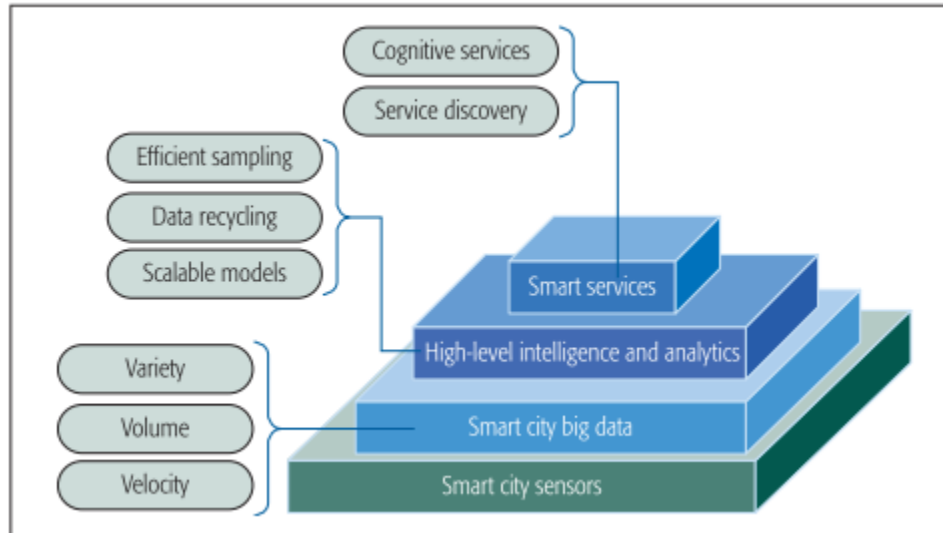 Cognitive services
Service discovery
Efficient sampling
Data recycling
Scalable models
Smart services
High-level intelligence and analytics
Variety
Volume
Velocity
Smart city big data
Smart city sensors